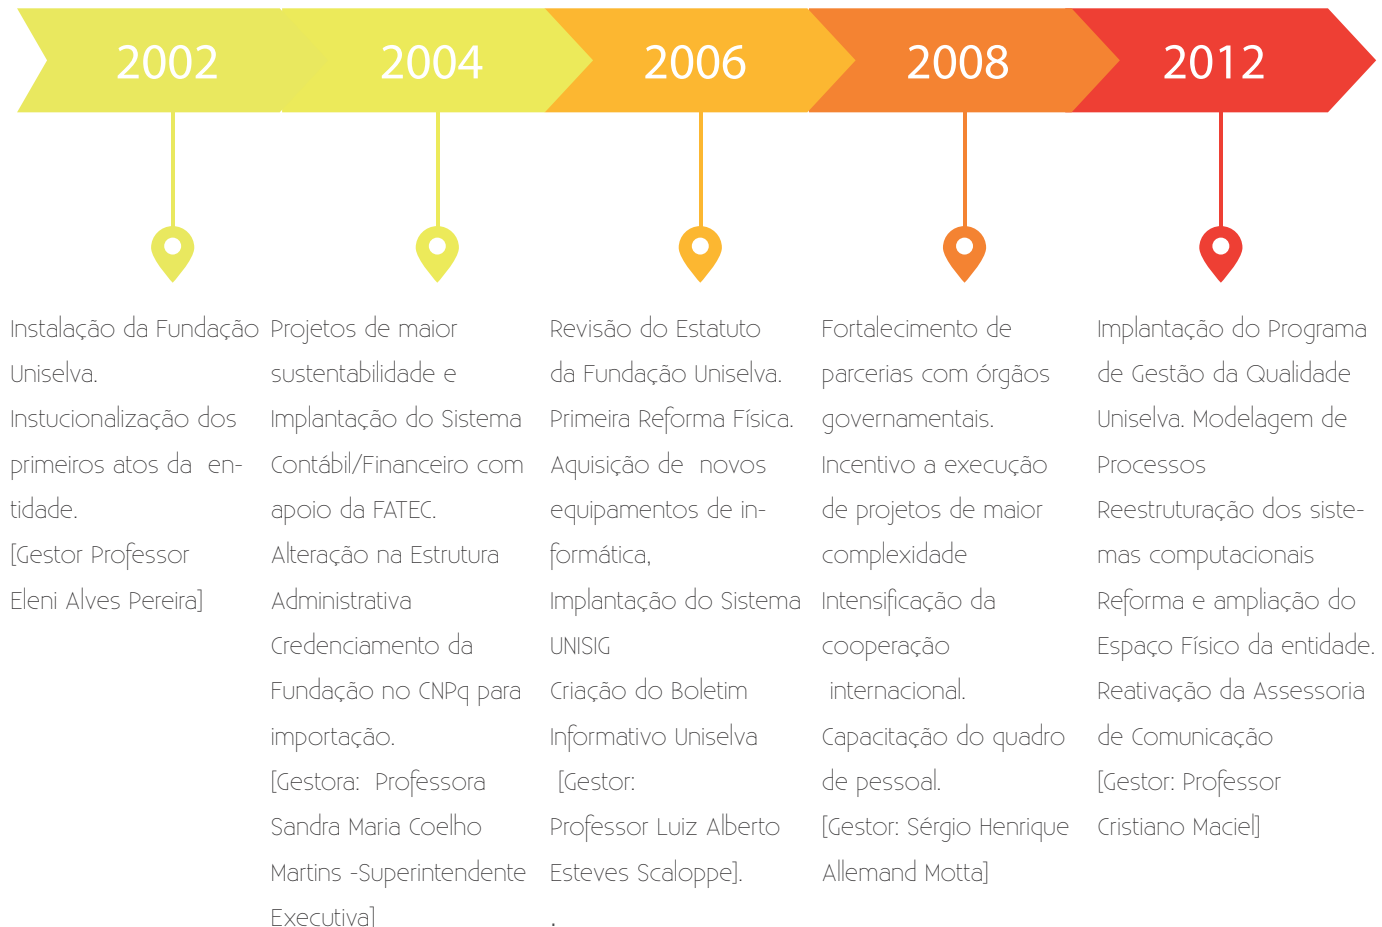 2002
2004
2006
2008
2012
Instalação da Fundação
Uniselva.
Instucionalização dos
primeiros atos da  en-
tidade.
[Gestor Professor
Eleni Alves Pereira]
Projetos de maior
sustentabilidade e
Implantação do Sistema
Contábil/Financeiro com
apoio da FATEC.
Alteração na Estrutura
Administrativa
Credenciamento da
Fundação no CNPq para
importação.
[Gestora:  Professora
Sandra Maria Coelho
Martins -Superintendente
Executiva]
Revisão do Estatuto
da Fundação Uniselva.
Primeira Reforma Física.
Aquisição de  novos
equipamentos de in-
formática,
Implantação do Sistema
UNISIG
Criação do Boletim
Informativo Uniselva
[Gestor:
Professor Luiz Alberto
Esteves Scaloppe].
.
Fortalecimento de
parcerias com órgãos
governamentais.
Incentivo a execução
de projetos de maior
complexidade
Intensificação da
cooperação
internacional.
Capacitação do quadro
de pessoal.
[Gestor: Sérgio Henrique
Allemand Motta]
Implantação do Programa
de Gestão da Qualidade
Uniselva. Modelagem de
Processos
Reestruturação dos siste-
mas computacionais
Reforma e ampliação do
Espaço Físico da entidade.
Reativação da Assessoria
de Comunicação
[Gestor: Professor
Cristiano Maciel]